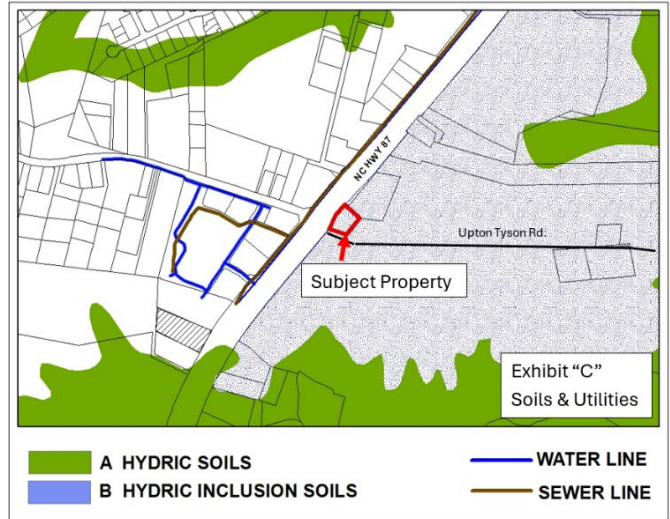 NC HWY 87
Upton Tyson Rd.
Subject Property
Exhibit “C”
Soils & Utilities
A HYDRIC SOILS
B HYDRIC INCLUSION SOILS
WATER LINE
SEWER LINE